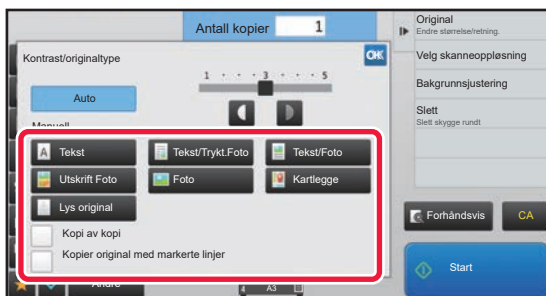 Antall kopier 1
Kontrast/originaltype
OK
1 3 5
Auto
Manuell
Tekst
Tekst/Trykt.Foto
Tekst/Foto
Utskrift Foto
Foto
Kartlegge
Lys original
Kopi av kopi
Kopier original med markerte linjer
Andre
A3
Original
Endre størrelse/retning.
Velg skanneoppløsning
Bakgrunnsjustering
Slett
Slett skygge rundt
Forhåndsvis
CA
Start